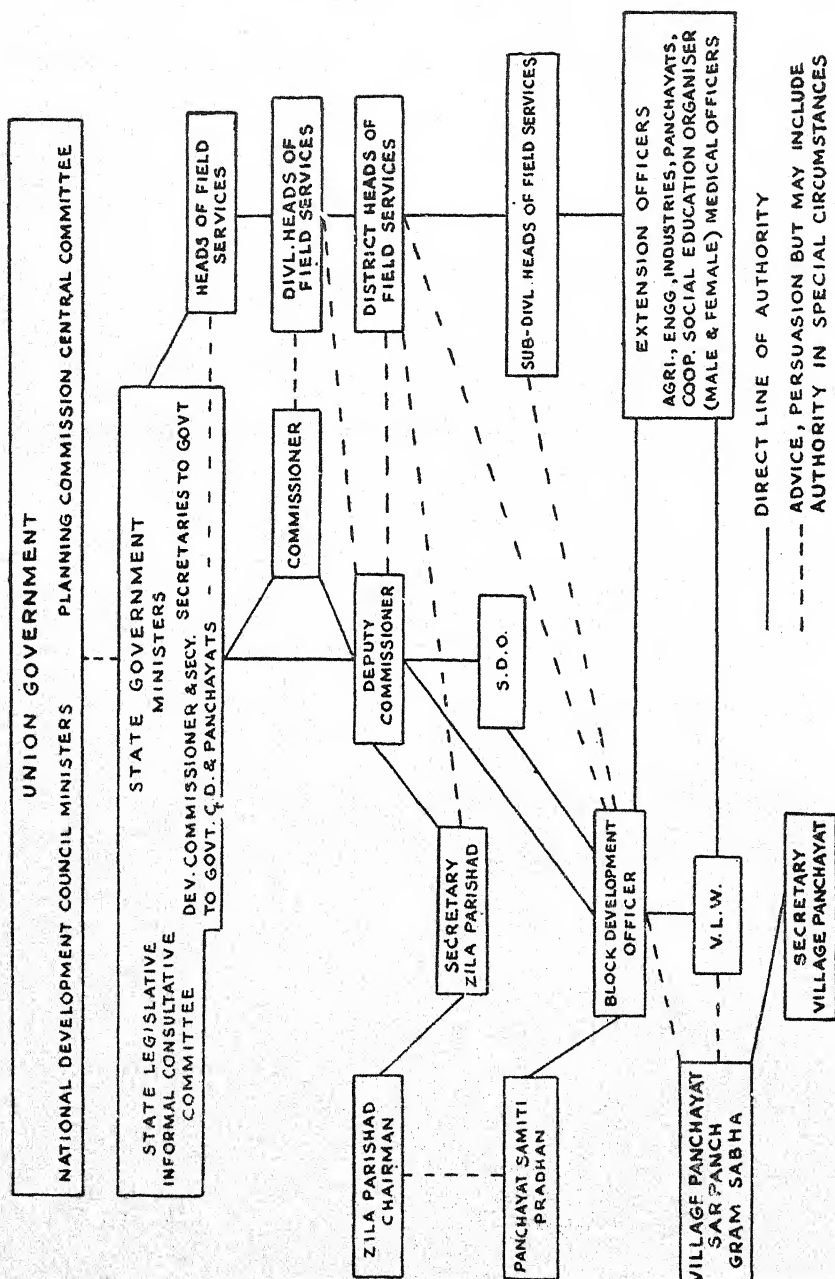 UNION GOVERNMENT
NATIONAL DEVELOPMENT COUNCIL MINISTERS PLANNING COMMISSION CENTRAL COMMITTEE
STATE LEGISLATIVE
INFORMAL CONSULTATIVE
COMMITTEE
STATE GOVERNMENT
MINISTERS
DEV. COMMISSIONER & SECY. SECRETARIES TO GOVT
TO GOVT. C.D. & PANCHAYATS
HEADS OF FIELD
SERVICES
COMMISSIONER
DIVL. HEADS OF
FIELD SERVICES
ZILA PARISHAD
CHAIRMAN
SECRETARY
ZILA PARISHAD
DEPUTY
COMMISSIONER
DISTRICT HEADS OF
FIELD SERVICES
S.D.O.
SUB-DIVL. HEADS OF FIELD SERVICES
PANCHAYAT SAMITI
PRADHAN
BLOCK DEVELOPMENT
OFFICER
EXTENSION OFFICERS
AGRI., ENGG., INDUSTRIES, PANCHAYATS,
COOP. SOCIAL EDUCATION ORGANISER
(MALE & FEMALE) MEDICAL OFFICERS
VILLAGE PANCHAYAT
SARPANCH
GRAM SABHA
V.L.W.
SECRETARY
VILLAGE PANCHAYAT
DIRECT LINE OF AUTHORITY
ADVICE, PERSUASION BUT MAY INCLUDE
AUTHORITY IN SPECIAL CIRCUMSTANCES